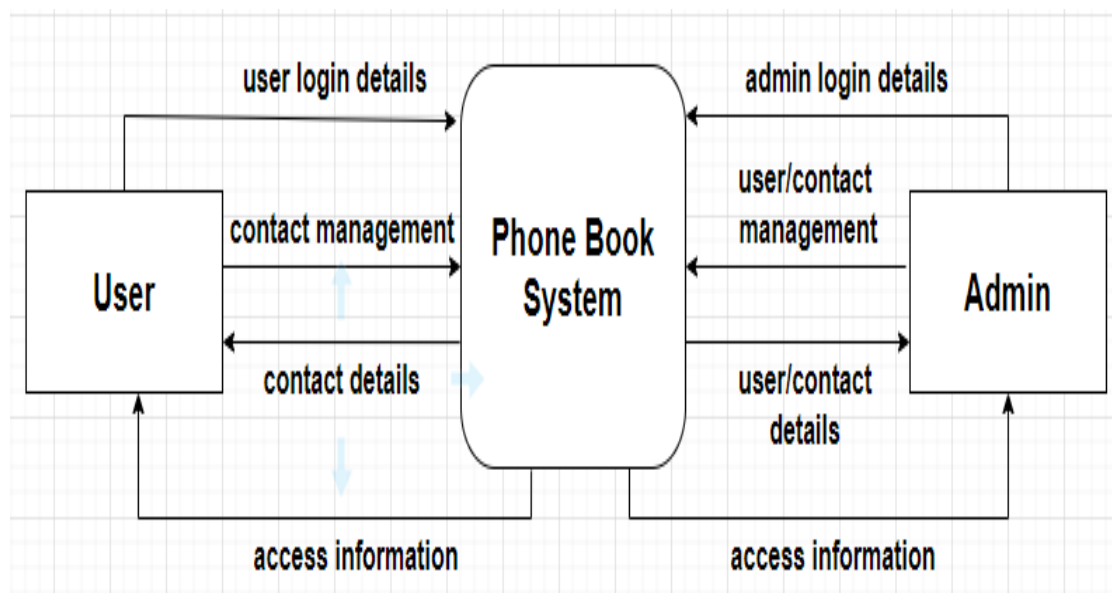 user login details
admin login details
user/contact
management
contact management
Phone Book
System
User
Admin
contact details
user/contact
details
access information
access information